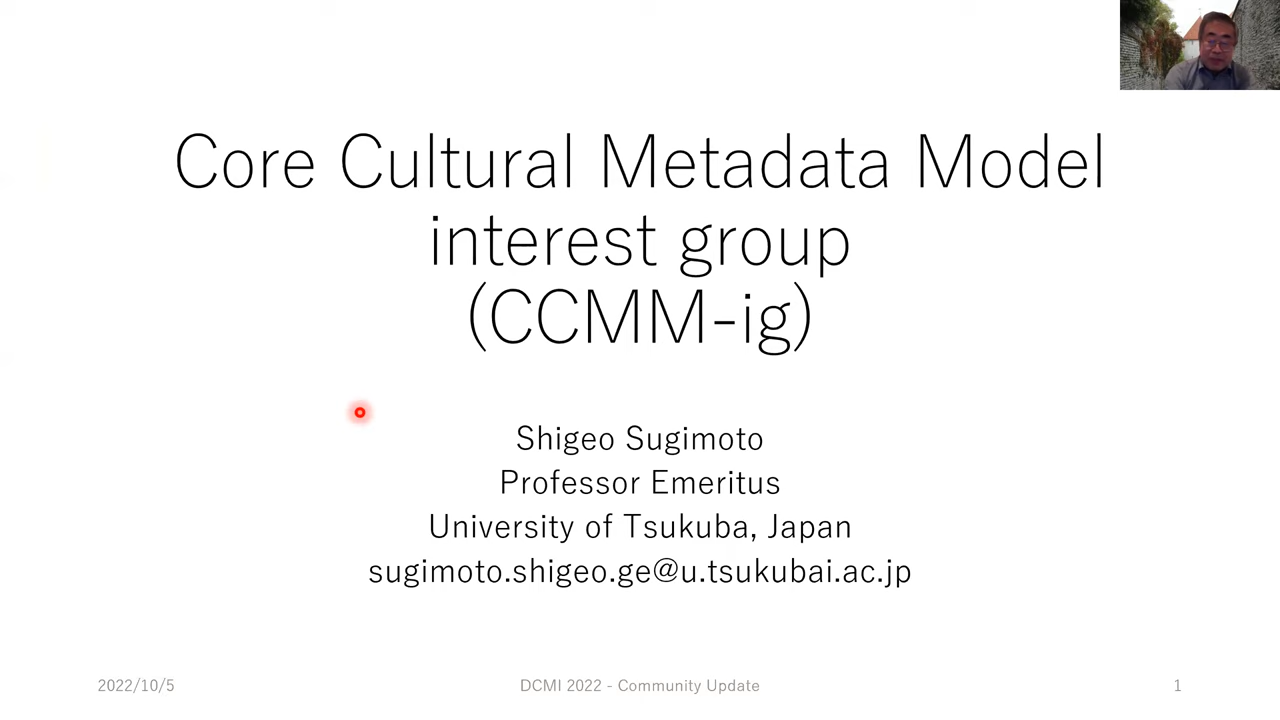 Core Cultural Metadata Model
interest group
(CCMM-ig)
Shigeo Sugimoto
Professor Emeritus
University of Tsukuba, Japan
sugimoto.shigeo.ge@u.tsukubai.ac.jp
2022/10/5
DCMI 2022 - Community Update
1